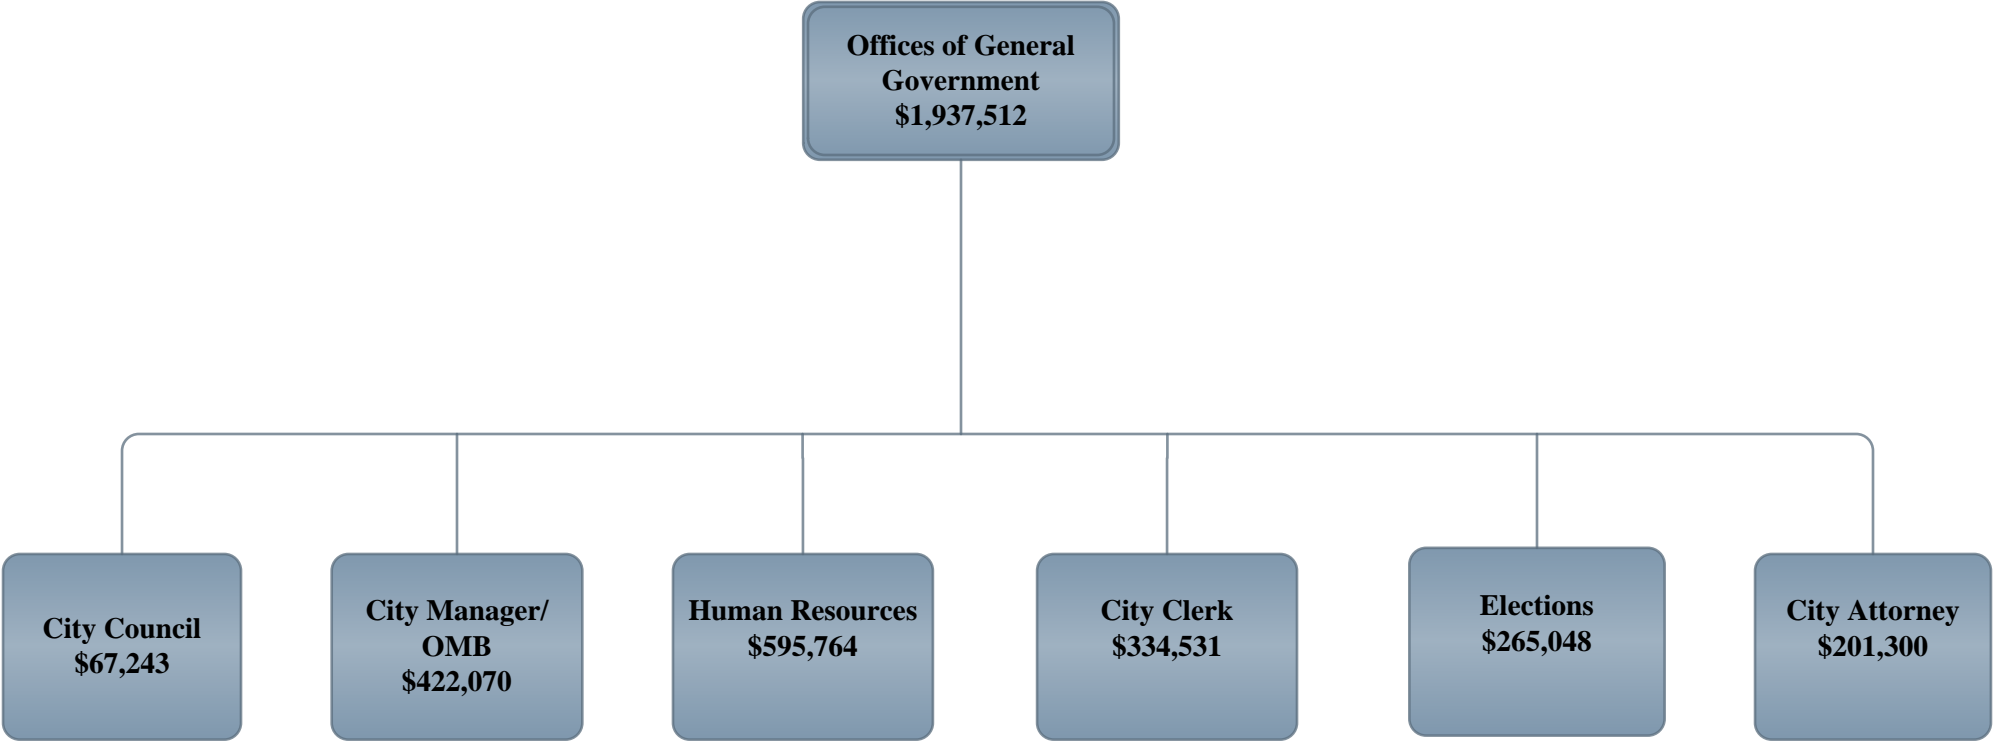 Offices of General
Government
$1,937,512
City Council
$67,243
City Manager/
OMB
$422,070
Human Resources
$595,764
City Clerk
$334,531
Elections
$265,048
City Attorney
$201,300